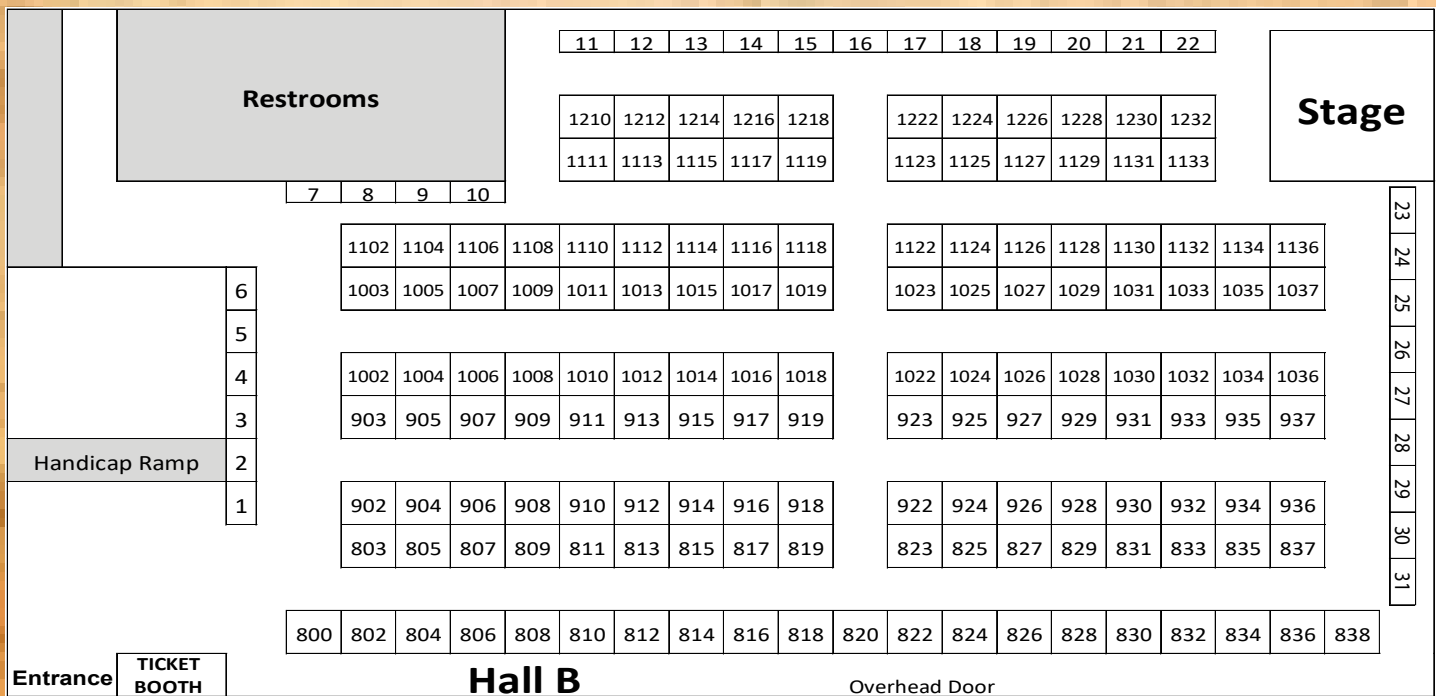 11 12 13 14 15 16 17 18 19 20 21 22
Restrooms
Stage
1210 1212 1214 1216 1218 1222 1224 1226 1228 1230 1232
1111 1113 1115 1117 1119 1123 1125 1127 1129 1131 1133
7 8 9 10
23
1102 1104 1106 1108 1110 1112 1114 1116 1118 1122 1124 1126 1128 1130 1132 1134 1136
24
6 1003 1005 1007 1009 1011 1013 1015 1017 1019 1023 1025 1027 1029 1031 1033 1035 1037
25
5
26
4 1002 1004 1006 1008 1010 1012 1014 1016 1018 1022 1024 1026 1028 1030 1032 1034 1036
27
3 903 905 907 909 911 913 915 917 919 923 925 927 929 931 933 935 937
28
Handicap Ramp 2
29
1 902 904 906 908 910 912 914 916 918 922 924 926 928 930 932 934 936
30
803 805 807 809 811 813 815 817 819 823 825 827 829 831 833 835 837
31
800 802 804 806 808 810 812 814 816 818 820 822 824 826 828 830 832 834 836 838
Entrance
TICKET
BOOTH
Hall B
Overhead Door